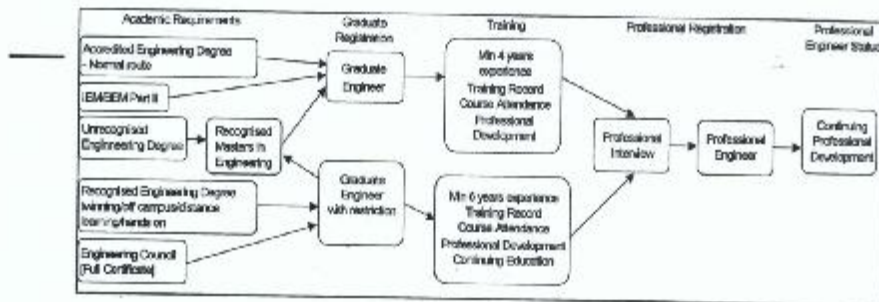 Academic Requirements
Graduate
Registration
Training
Professional Registration
Professional
Engineer Status
Accredited Engineering Degree
- Normal route
IEM/BEM Part II
Unrecognised
Engineering Degree
Recognised
Masters in
Engineering
Recognised Engineering Degree
twinning/off campus/distance
learning/hands on
Engineering Council
(Full Certificate)
Graduate
Engineer
Graduate
Engineer
with restriction
Min 4 years
experience
Training Record
Course Attendance
Professional
Development
Min 6 years experience
Training Record
Course Attendance
Professional Development
Continuing Education
Professional
Interview
Professional
Engineer
Continuing
Professional
Development